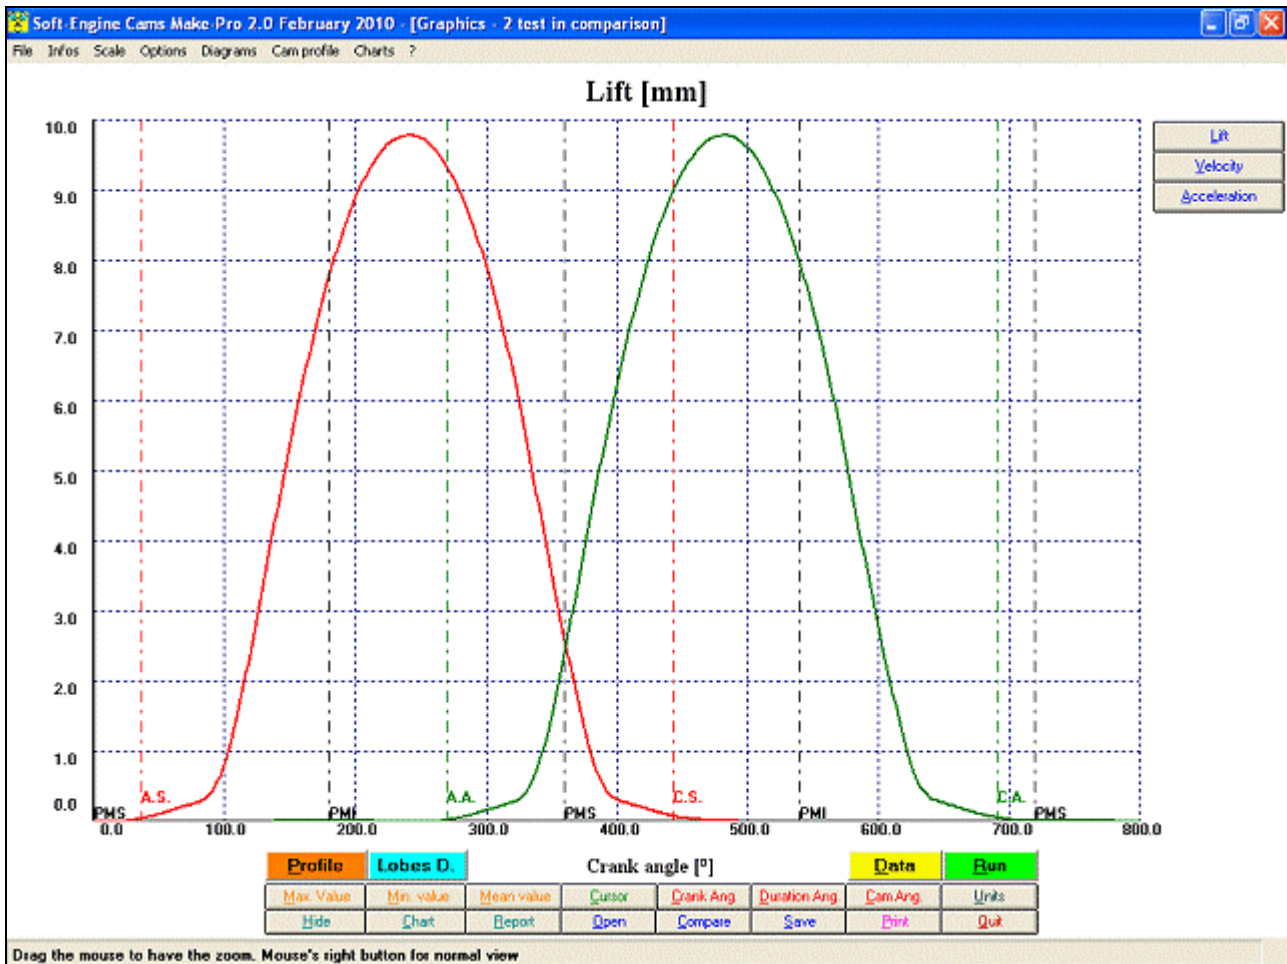 Soft-Engine Cams Make-Pro 2.0 February 2010 - [Graphics - 2 test in comparison]
File Infos Scale Options Diagrams Cam profile Charts ?
Lift [mm]
10.0
9.0
8.0
7.0
6.0
5.0
4.0
3.0
2.0
1.0
0.0
Lift
Velocity
Acceleration
A.S. A.A. C.S. C.A.
PMS PMI PMS PMI PMS
0.0 100.0 200.0 300.0 400.0 500.0 600.0 700.0 800.0
Profile Lobes D. Crank angle [º] Data Run
Max. Value Min. value Mean value Cursor Crank Ang. Duration Ang. Cam Ang. Units
Hide Chart Report Open Compare Save Print Quit
Drag the mouse to have the zoom. Mouse's right button for normal view